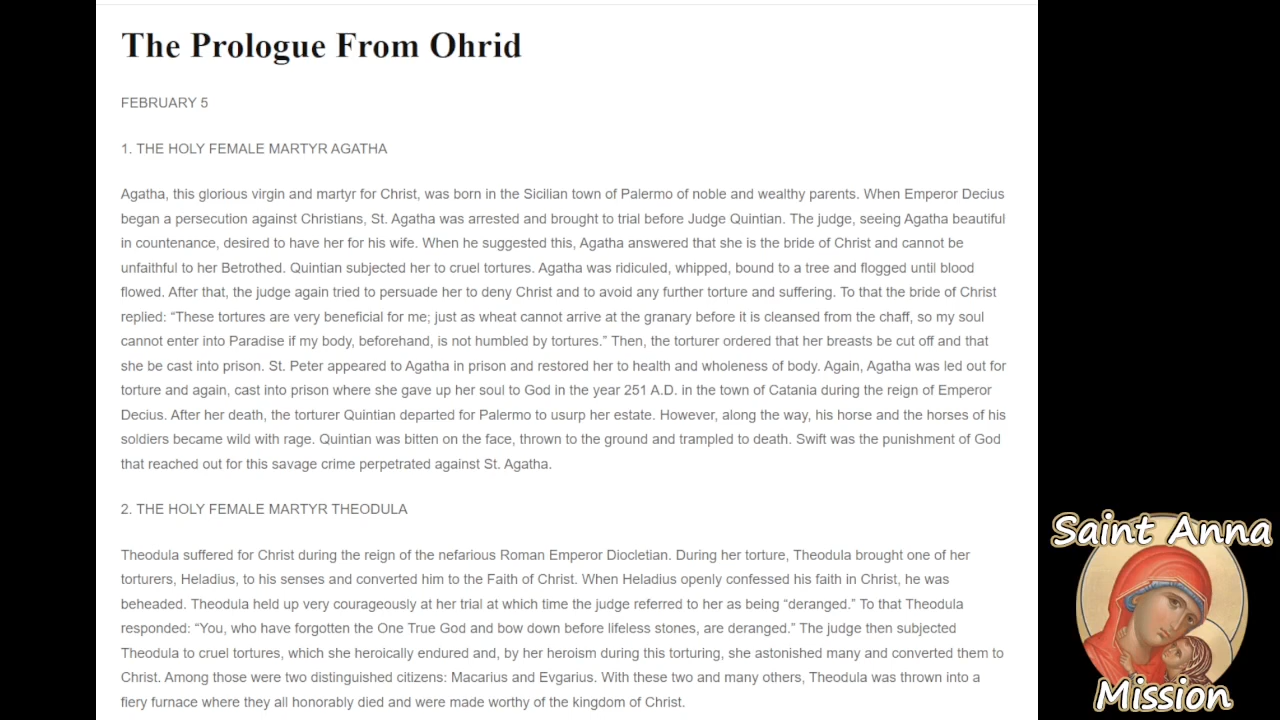 The Prologue From Ohrid
FEBRUARY 5
1. THE HOLY FEMALE MARTYR AGATHA
Agatha, this glorious virgin and martyr for Christ, was born in the Sicilian town of Palermo of noble and wealthy parents. When Emperor Decius
began a persecution against Christians, St. Agatha was arrested and brought to trial before Judge Quintian. The judge, seeing Agatha beautiful
in countenance, desired to have her for his wife. When he suggested this, Agatha answered that she is the bride of Christ and cannot be
unfaithful to her Betrothed. Quintian subjected her to cruel tortures. Agatha was ridiculed, whipped, bound to a tree and flogged until blood
flowed. After that, the judge again tried to persuade her to deny Christ and to avoid any further torture and suffering. To that the bride of Christ
replied: “These tortures are very beneficial for me; just as wheat cannot arrive at the granary before it is cleansed from the chaff, so my soul
cannot enter into Paradise if my body, beforehand, is not humbled by tortures.” Then, the torturer ordered that her breasts be cut off and that
she be cast into prison. St. Peter appeared to Agatha in prison and restored her to health and wholeness of body. Again, Agatha was led out for
torture and again, cast into prison where she gave up her soul to God in the year 251 A.D. in the town of Catania during the reign of Emperor
Decius. After her death, the torturer Quintian departed for Palermo to usurp her estate. However, along the way, his horse and the horses of his
soldiers became wild with rage. Quintian was bitten on the face, thrown to the ground and trampled to death. Swift was the punishment of God
that reached out for this savage crime perpetrated against St. Agatha.
2. THE HOLY FEMALE MARTYR THEODULA
Theodula suffered for Christ during the reign of the nefarious Roman Emperor Diocletian. During her torture, Theodula brought one of her
torturers, Heladius, to his senses and converted him to the Faith of Christ. When Heladius openly confessed his faith in Christ, he was
beheaded. Theodula held up very courageously at her trial at which time the judge referred to her as being “deranged.” To that Theodula
responded: “You, who have forgotten the One True God and bow down before lifeless stones, are deranged.” The judge then subjected
Theodula to cruel tortures, which she heroically endured and, by her heroism during this torturing, she astonished many and converted them to
Christ. Among those were two distinguished citizens: Macarius and Evgarius. With these two and many others, Theodula was thrown into a
fiery furnace where they all honorably died and were made worthy of the kingdom of Christ.
Saint Anna
Mission